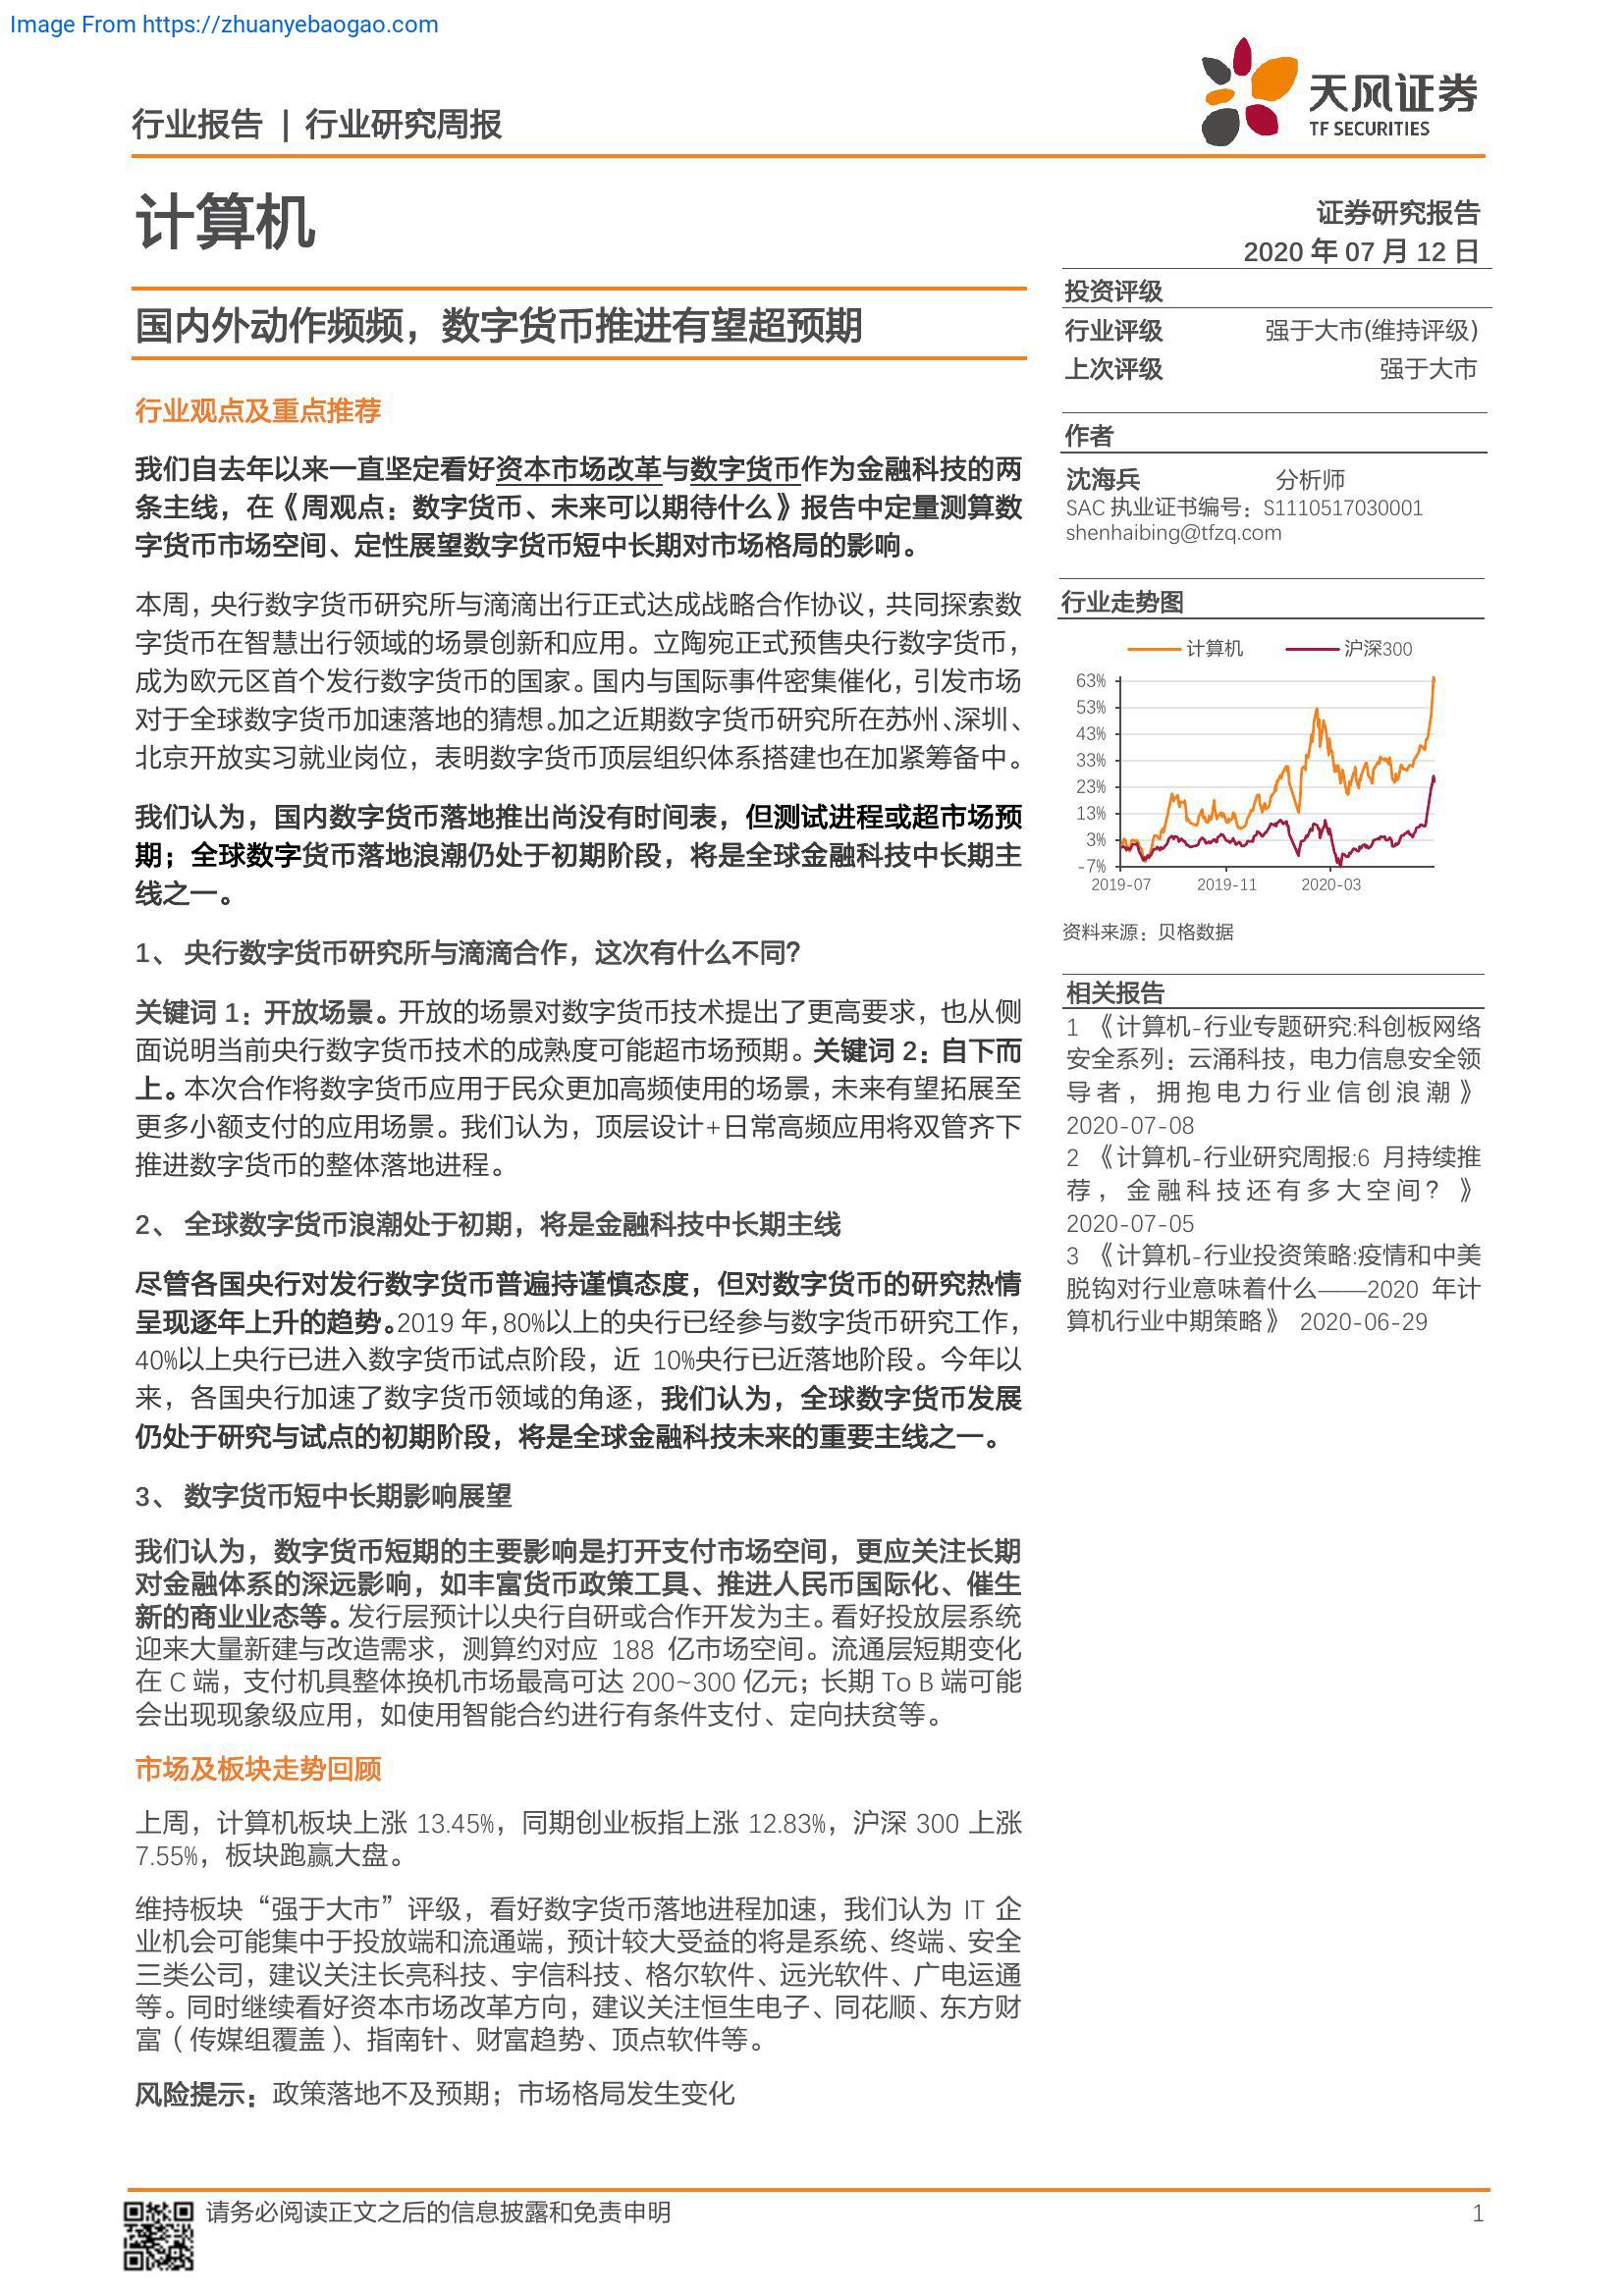 Image From https://zhuanyebaogao.com
行业报告 | 行业研究周报
天风证券
TF SECURITIES
计算机
证券研究报告
2020 年 07 月 12 日
国内外动作频频，数字货币推进有望超预期
行业观点及重点推荐
我们自去年以来一直坚定看好资本市场改革与数字货币作为金融科技的两
条主线，在《周观点：数字货币、未来可以期待什么》报告中定量测算数
字货币市场空间、定性展望数字货币短中长期对市场格局的影响。
本周，央行数字货币研究所与滴滴出行正式达成战略合作协议，共同探索数
字货币在智慧出行领域的场景创新和应用。立陶宛正式预售央行数字货币，
成为欧元区首个发行数字货币的国家。国内与国际事件密集催化，引发市场
对于全球数字货币加速落地的猜想。加之近期数字货币研究所在苏州、深圳、
北京开放实习就业岗位，表明数字货币顶层组织体系搭建也在加紧筹备中。
我们认为，国内数字货币落地推出尚没有时间表，但测试进程或超市场预
期；全球数字货币落地浪潮仍处于初期阶段，将是全球金融科技中长期主
线之一。
1、 央行数字货币研究所与滴滴合作，这次有什么不同？
关键词 1：开放场景。开放的场景对数字货币技术提出了更高要求，也从侧
面说明当前央行数字货币技术的成熟度可能超市场预期。关键词 2：自下而
上。本次合作将数字货币应用于民众更加高频使用的场景，未来有望拓展至
更多小额支付的应用场景。我们认为，顶层设计+日常高频应用将双管齐下
推进数字货币的整体落地进程。
2、 全球数字货币浪潮处于初期，将是金融科技中长期主线
尽管各国央行对发行数字货币普遍持谨慎态度，但对数字货币的研究热情
呈现逐年上升的趋势。2019 年，80%以上的央行已经参与数字货币研究工作，
40%以上央行已进入数字货币试点阶段，近 10%央行已近落地阶段。今年以
来，各国央行加速了数字货币领域的角逐，我们认为，全球数字货币发展
仍处于研究与试点的初期阶段，将是全球金融科技未来的重要主线之一。
3、 数字货币短中长期影响展望
我们认为，数字货币短期的主要影响是打开支付市场空间，更应关注长期
对金融体系的深远影响，如丰富货币政策工具、推进人民币国际化、催生
新的商业业态等。发行层预计以央行自研或合作开发为主。看好投放层系统
迎来大量新建与改造需求，测算约对应 188 亿市场空间。流通层短期变化
在 C 端，支付机具整体换机市场最高可达 200~300 亿元；长期 To B 端可能
会出现现象级应用，如使用智能合约进行有条件支付、定向扶贫等。
市场及板块走势回顾
上周，计算机板块上涨 13.45%，同期创业板指上涨 12.83%，沪深 300 上涨
7.55%，板块跑赢大盘。
维持板块“强于大市”评级，看好数字货币落地进程加速，我们认为 IT 企
业机会可能集中于投放端和流通端，预计较大受益的将是系统、终端、安全
三类公司，建议关注长亮科技、宇信科技、格尔软件、远光软件、广电运通
等。同时继续看好资本市场改革方向，建议关注恒生电子、同花顺、东方财
富（传媒组覆盖）、指南针、财富趋势、顶点软件等。
风险提示：政策落地不及预期；市场格局发生变化
投资评级
行业评级 强于大市(维持评级)
上次评级 强于大市
作者
沈海兵 分析师
SAC 执业证书编号：S1110517030001
shenhaibing@tfzq.com
行业走势图
计算机 沪深300
63%
53%
43%
33%
23%
13%
3%
-7%
2019-07 2019-11 2020-03
资料来源：贝格数据
相关报告
1 《计算机-行业专题研究:科创板网络
安全系列：云涌科技，电力信息安全领
导者，拥抱电力行业信创浪潮》
2020-07-08
2 《计算机-行业研究周报:6 月持续推
荐，金融科技还有多大空间？》
2020-07-05
3 《计算机-行业投资策略:疫情和中美
脱钩对行业意味着什么——2020 年计
算机行业中期策略》 2020-06-29
请务必阅读正文之后的信息披露和免责申明
1